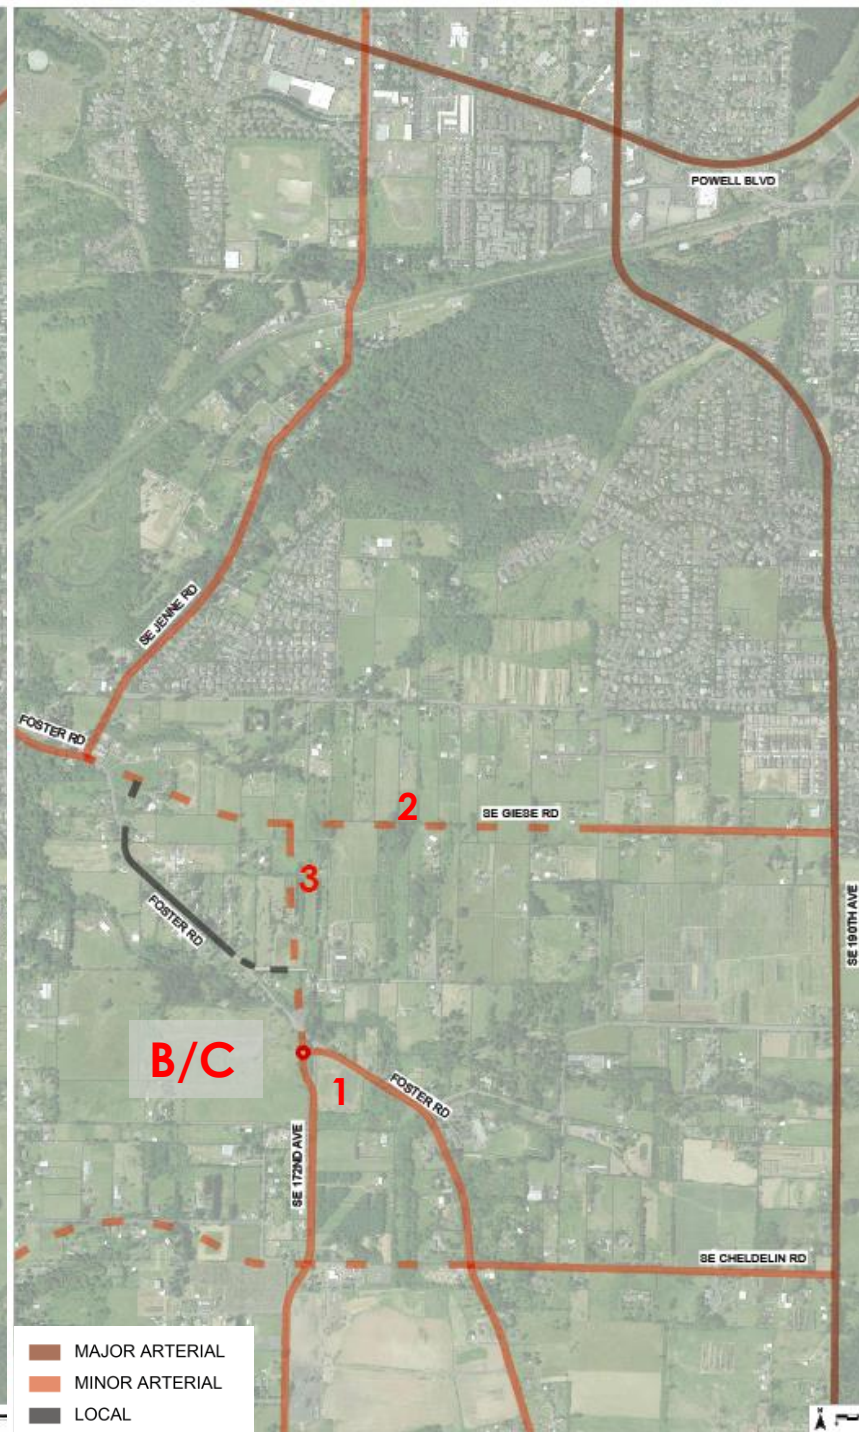 POWELL BLVD
SE JENNE RD
FOSTER RD
2
SE GIESE RD
3
FOSTER RD
SE 190TH AVE
B/C
1
FOSTER RD
SE 172ND AVE
SE CHELDELIN RD
MAJOR ARTERIAL
MINOR ARTERIAL
LOCAL
N